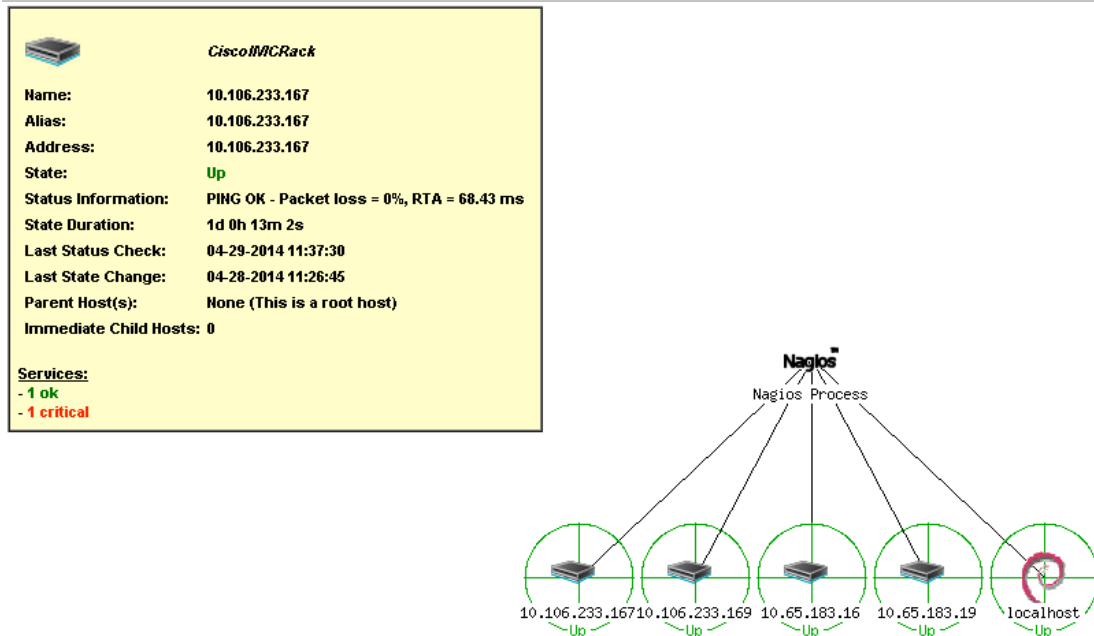 CiscoIMCRack
Name: 10.106.233.167
Alias: 10.106.233.167
Address: 10.106.233.167
State: Up
Status Information: PING OK - Packet loss = 0%, RTA = 68.43 ms
State Duration: 1d 0h 13m 2s
Last Status Check: 04-29-2014 11:37:30
Last State Change: 04-28-2014 11:26:45
Parent Host(s): None (This is a root host)
Immediate Child Hosts: 0
Services:
- 1 ok
- 1 critical
Nagios™
Nagios Process
10.106.233.167 10.106.233.169 10.65.183.16 10.65.183.19 localhost
Up Up Up Up Up